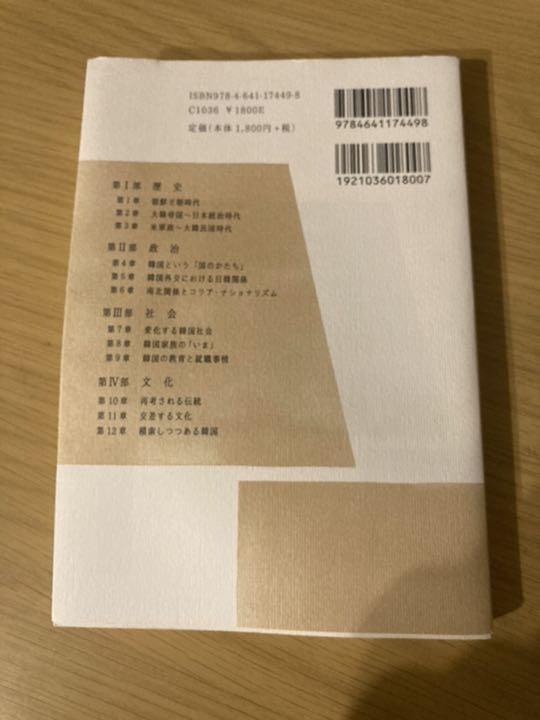 ISBN978-4-641-17449-8
C1036 ¥1800E
定価(本体1,800円+税)
9784641174498
1921036018007
第Ⅰ部 歴史
第1章 朝鮮王朝時代
第2章 大韓帝国～日本統治時代
第3章 米軍政～大韓民国時代
第Ⅱ部 政治
第4章 韓国という「国のかたち」
第5章 韓国外交における日韓関係
第6章 南北関係とコリア・ナショナリズム
第Ⅲ部 社会
第7章 変化する韓国社会
第8章 韓国家族の「いま」
第9章 韓国の教育と就職事情
第Ⅳ部 文化
第10章 再考される伝統
第11章 交差する文化
第12章 模索しつつある韓国